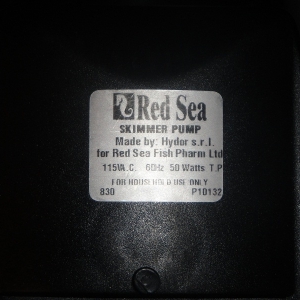 Red Sea
SKIMMER PUMP
Made by: Hydor s.r.l.
for Red Sea Fish Pharm Ltd
115V A.C. 60Hz 50 Watts T.P
FOR HOUSEHOLD USE ONLY
830 P10132